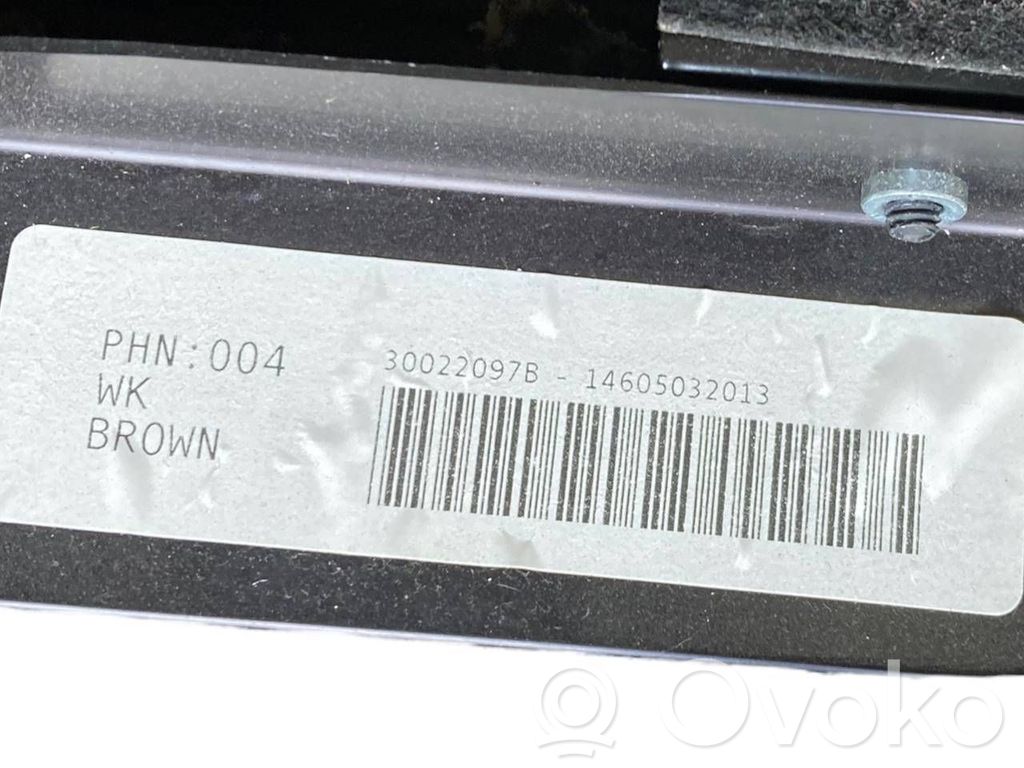 PHN:004
WK
BROWN
30022097B - 14605032013
Ovoko